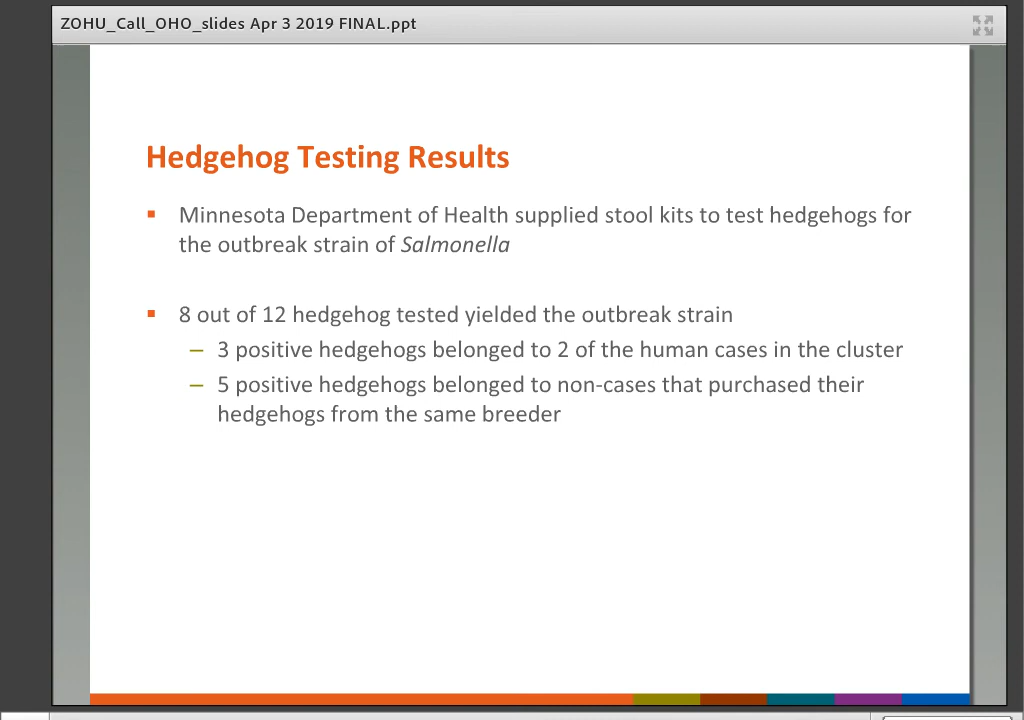 ZOHU_Call_OHO_slides Apr 3 2019 FINAL.ppt
Hedgehog Testing Results
▪ Minnesota Department of Health supplied stool kits to test hedgehogs for
the outbreak strain of Salmonella
▪ 8 out of 12 hedgehog tested yielded the outbreak strain
– 3 positive hedgehogs belonged to 2 of the human cases in the cluster
– 5 positive hedgehogs belonged to non-cases that purchased their
hedgehogs from the same breeder